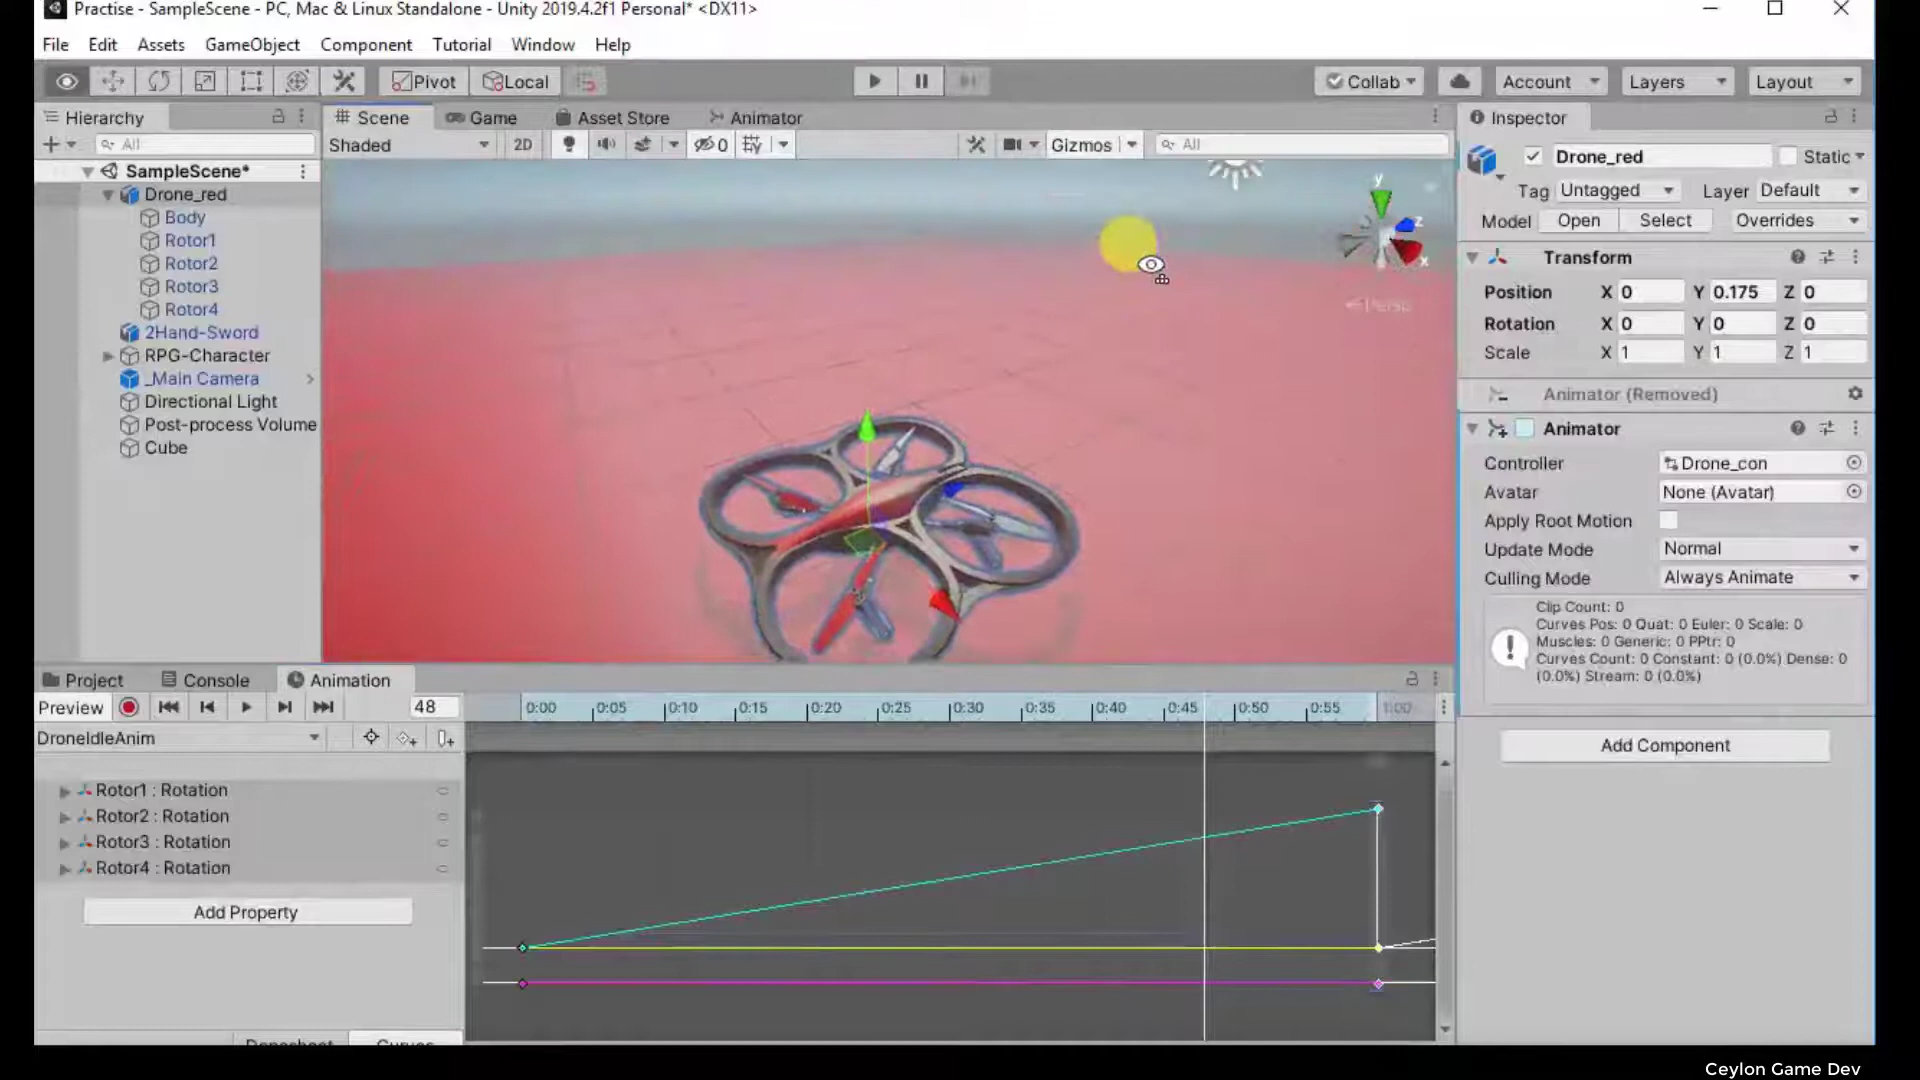 Practise - SampleScene - PC, Mac & Linux Standalone - Unity 2019.4.2f1 Personal* <DX11>
File Edit Assets GameObject Component Tutorial Window Help
Pivot Local Collab Account Layers Layout
Hierarchy
All
SampleScene*
Drone_red
Body
Rotor1
Rotor2
Rotor3
Rotor4
2Hand-Sword
RPG-Character
_Main Camera
Directional Light
Post-process Volume
Cube
Scene Game Asset Store Animator
Shaded 2D 0 Gizmos All
y
z
x
Persp
Inspector
Drone_red Static
Tag Untagged Layer Default
Model Open Select Overrides
Transform
Position X 0 Y 0.175 Z 0
Rotation X 0 Y 0 Z 0
Scale X 1 Y 1 Z 1
Animator (Removed)
Animator
Controller Drone_con
Avatar None (Avatar)
Apply Root Motion
Update Mode Normal
Culling Mode Always Animate
Clip Count: 0
Curves Pos: 0 Quat: 0 Euler: 0 Scale: 0
Muscles: 0 Generic: 0 PPtr: 0
Curves Count: 0 Constant: 0 (0.0%) Dense: 0
(0.0%) Stream: 0 (0.0%)
Add Component
Project Console Animation
Preview 48 0:00 0:05 0:10 0:15 0:20 0:25 0:30 0:35 0:40 0:45 0:50 0:55 1:00
DroneIdleAnim
Rotor1 : Rotation
Rotor2 : Rotation
Rotor3 : Rotation
Rotor4 : Rotation
Add Property
Dopesheet Curves
Ceylon Game Dev